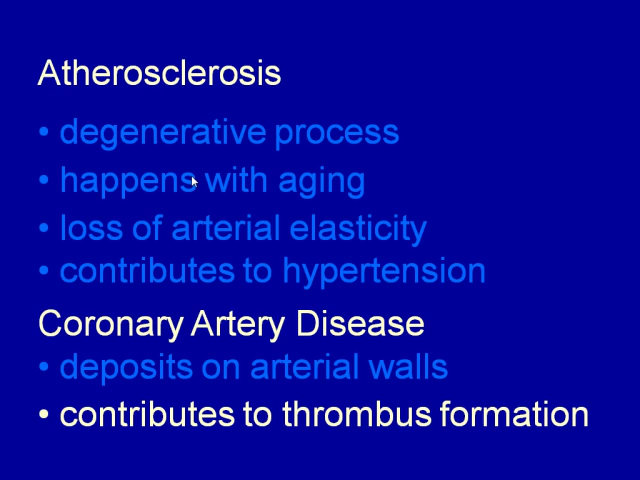 Atherosclerosis
• degenerative process
• happens with aging
• loss of arterial elasticity
• contributes to hypertension
Coronary Artery Disease
• deposits on arterial walls
• contributes to thrombus formation